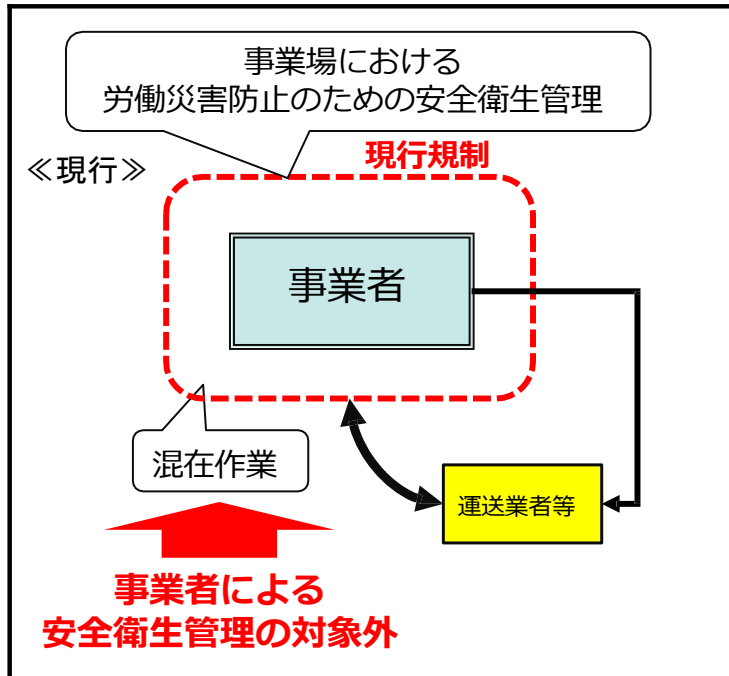 事業場における
労働災害防止のための安全衛生管理
≪現行≫
現行規制
事業者
混在作業
運送業者等
事業者による
安全衛生管理の対象外